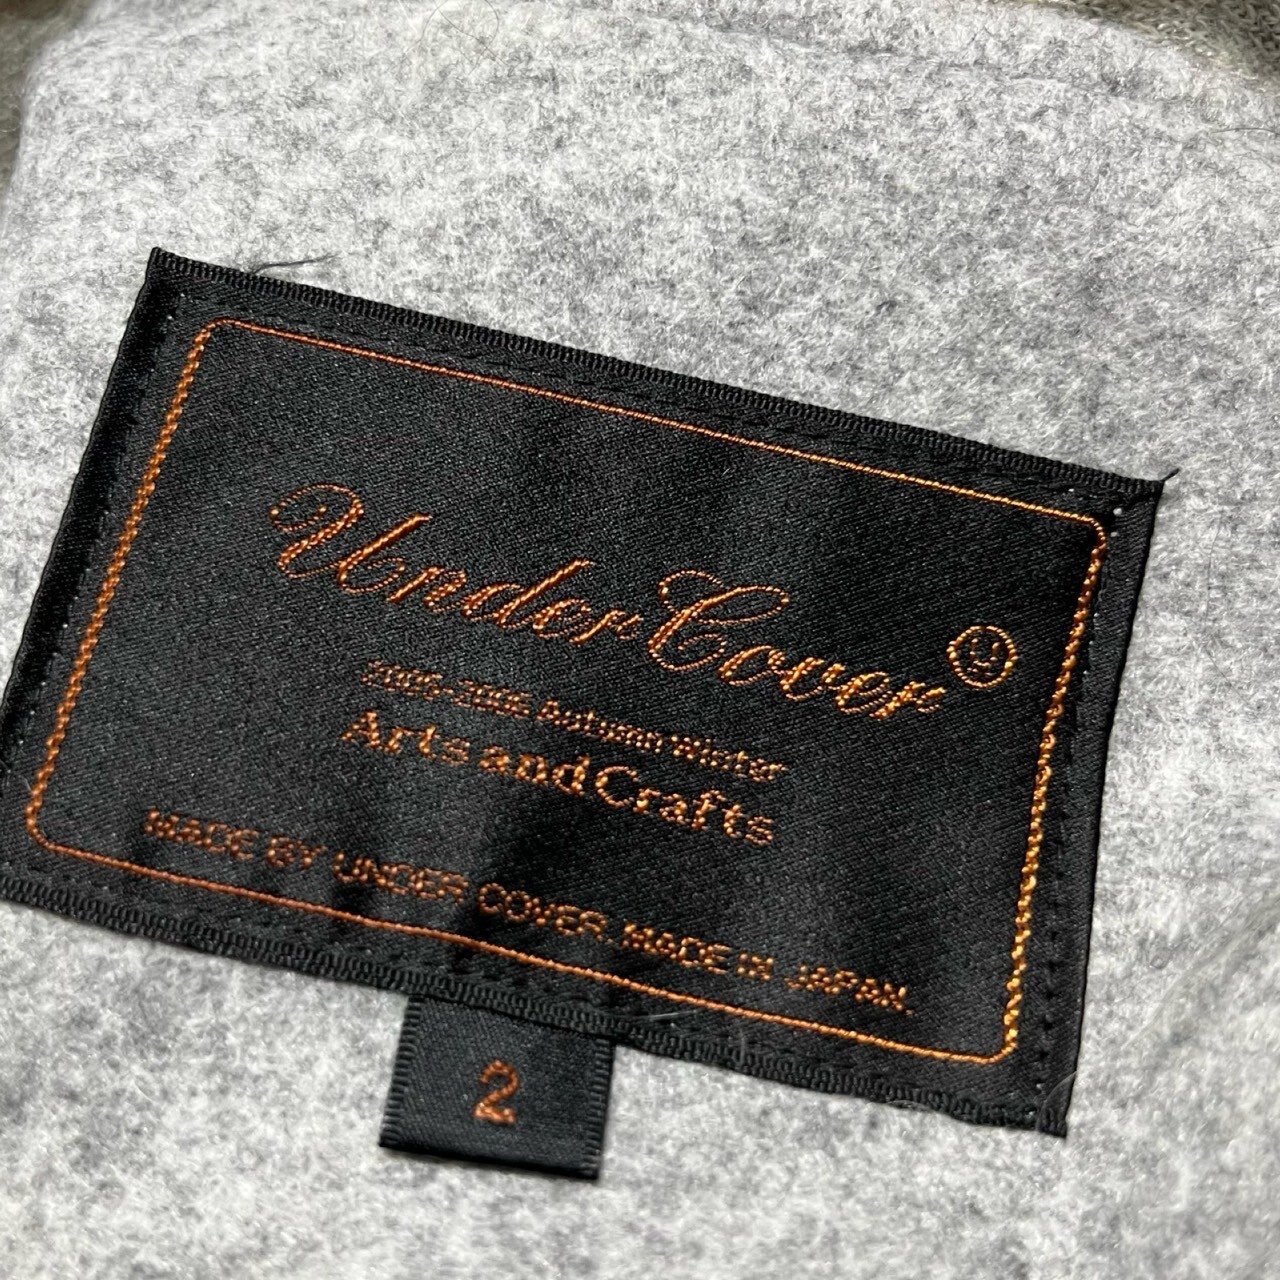 UnderCover
2005-2006 Autumn Winter
Arts and Crafts
MADE BY UNDER COVER. MADE IN JAPAN.
2